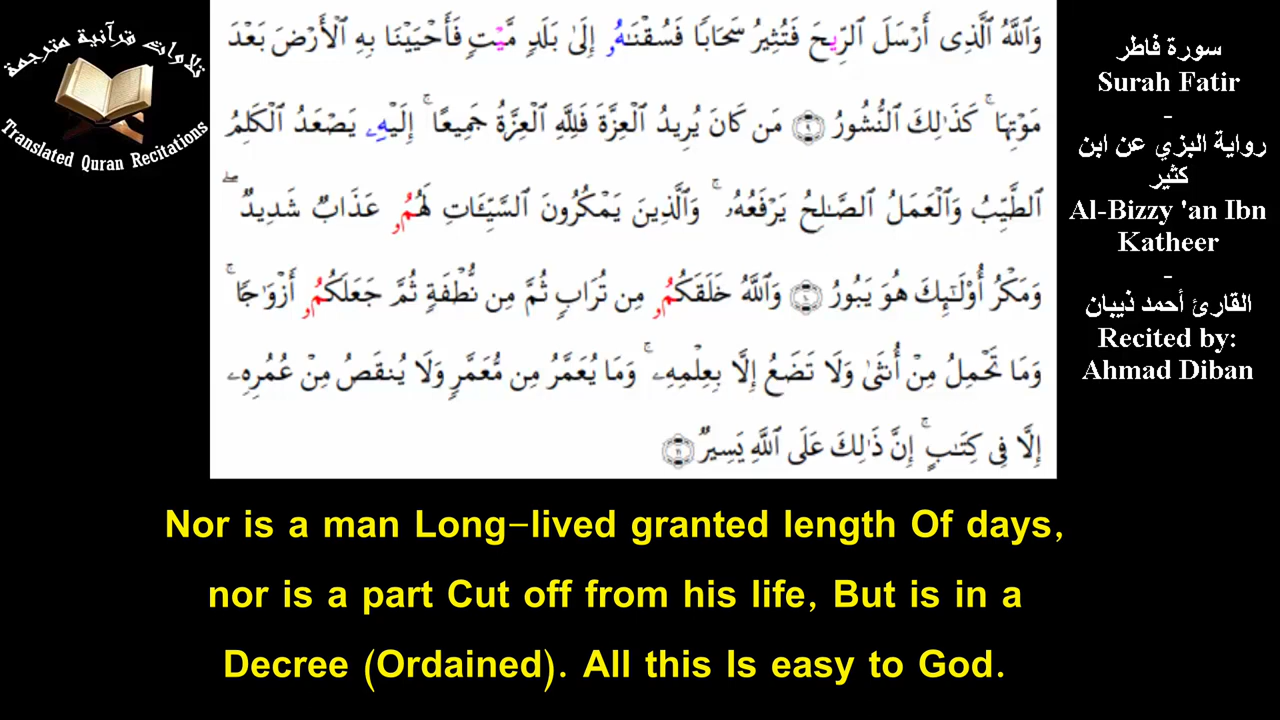 تلاوات قرآنية مترجمة
Translated Quran Recitations
وَٱللَّهُ ٱلَّذِى أَرْسَلَ ٱلرِّيحَ فَتُثِيرُ سَحَابًا فَسُقْنَـٰهُۥ إِلَىٰ بَلَدٍ مَّيْتٍ فَأَحْيَيْنَا بِهِ ٱلْأَرْضَ بَعْدَ
مَوْتِهَا ۚ كَذَٰلِكَ ٱلنُّشُورُ ٩ مَن كَانَ يُرِيدُ ٱلْعِزَّةَ فَلِلَّهِ ٱلْعِزَّةُ جَمِيعًا ۚ إِلَيْهِۦ يَصْعَدُ ٱلْكَلِمُ
ٱلطَّيِّبُ وَٱلْعَمَلُ ٱلصَّـٰلِحُ يَرْفَعُهُۥ ۚ وَٱلَّذِينَ يَمْكُرُونَ ٱلسَّيِّـَٔاتِ لَهُمُۥ عَذَابٌ شَدِيدٌ ۖ
وَمَكْرُ أُو۟لَـٰٓئِكَ هُوَ يَبُورُ ١٠ وَٱللَّهُ خَلَقَكُمُۥ مِن تُرَابٍ ثُمَّ مِن نُّطْفَةٍ ثُمَّ جَعَلَكُمُۥ أَزْوَٰجًا ۚ
وَمَا تَحْمِلُ مِنْ أُنثَىٰ وَلَا تَضَعُ إِلَّا بِعِلْمِهِۦ ۚ وَمَا يُعَمَّرُ مِن مُّعَمَّرٍ وَلَا يُنقَصُ مِنْ عُمُرِهِۦ
إِلَّا فِى كِتَـٰبٍ ۚ إِنَّ ذَٰلِكَ عَلَى ٱللَّهِ يَسِيرٌ ١١
سورة فاطر
Surah Fatir
-
رواية البزي عن ابن
كثير
Al-Bizzy 'an Ibn
Katheer
-
القارئ أحمد ذيبان
Recited by:
Ahmad Diban
Nor is a man Long-lived granted length Of days,
nor is a part Cut off from his life, But is in a
Decree (Ordained). All this Is easy to God.